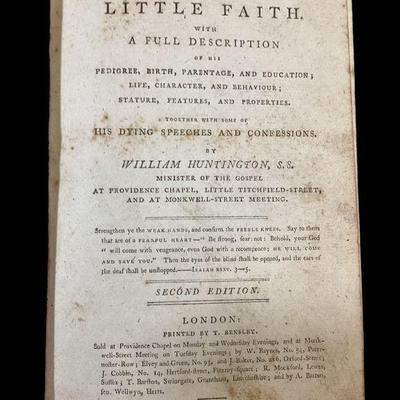 LITTLE FAITH.
WITH
A FULL DESCRIPTION
OF HIS
PEDIGREE, BIRTH, PARENTAGE, AND EDUCATION;
LIFE, CHARACTER, AND BEHAVIOUR;
STATURE, FEATURES, AND PROPERTIES.
TOGETHER WITH SOME OF
HIS DYING SPEECHES AND CONFESSIONS.
BY
WILLIAM HUNTINGTON, S.S.
MINISTER OF THE GOSPEL
AT PROVIDENCE CHAPEL, LITTLE TITCHFIELD-STREET,
AND AT MONKWELL-STREET MEETING.
Strengthen ye the WEAK HANDS, and confirm the FEEBLE KNEES. Say to them
that are of a FEARFUL HEART—“Be strong, fear not: Behold, your God
“will come with vengeance, even God with a recompence; HE WILL COME
AND SAVE YOU.” Then the eyes of the blind shall be opened, and the ears of
the deaf shall be unstopped.——ISAIAH XXXV. 3—5.
SECOND EDITION.
LONDON:
PRINTED BY T. BENSLEY.
Sold at Providence Chapel on Monday and Wednesday Evenings, and at Monk-
well-Street Meeting on Tuesday Evenings; by W. Baynes, No. 54, Pater-
noster-Row; Elvey and Green, No. 93, and J. Baker, No. 226, Oxford-Street;
J. Cobbin, No. 14, Hertford-street, Fitzroy-square; R. Mockford, Lewes,
Sussex; T. Barston, Swinegate, Grantham, Lincolnshire; and by A.
Welwyn, Herts.